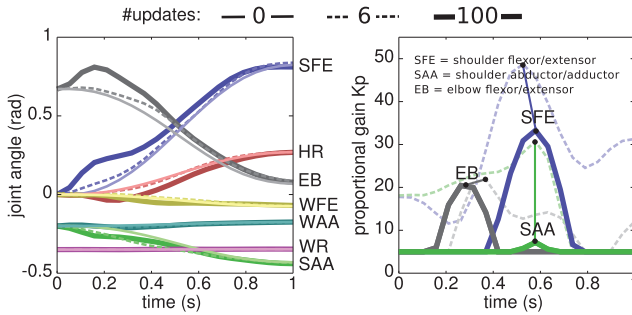 #updates: 0 6 100
joint angle (rad)
1
0.5
0
-0.5
0 0.2 0.4 0.6 0.8 1
time (s)
SFE
HR
EB
WFE
WAA
WR
SAA
proportional gain Kp
50
40
30
20
10
0
0 0.2 0.4 0.6 0.8 1
time (s)
SFE = shoulder flexor/extensor
SAA = shoulder abductor/adductor
EB = elbow flexor/extensor
SFE
EB
SAA